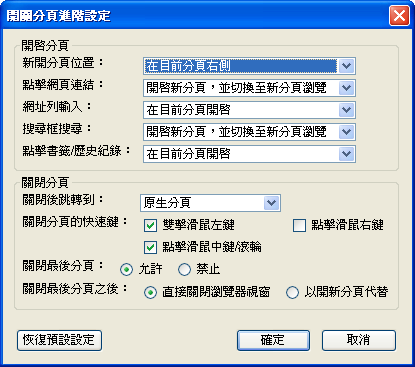 開關分頁進階設定
開啓分頁
新開分頁位置： 在目前分頁右側
點擊網頁連結： 開啓新分頁，並切換至新分頁瀏覽
網址列輸入： 在目前分頁開啓
搜尋框搜尋： 開啓新分頁，並切換至新分頁瀏覽
點擊書籤/歷史紀錄： 在目前分頁開啓
關閉分頁
關閉後跳轉到： 原生分頁
關閉分頁的快速鍵： 雙擊滑鼠左鍵 點擊滑鼠右鍵
點擊滑鼠中鍵/滾輪
關閉最後分頁： 允許 禁止
關閉最後分頁之後： 直接關閉瀏覽器視窗 以開新分頁代替
恢復預設設定 確定 取消